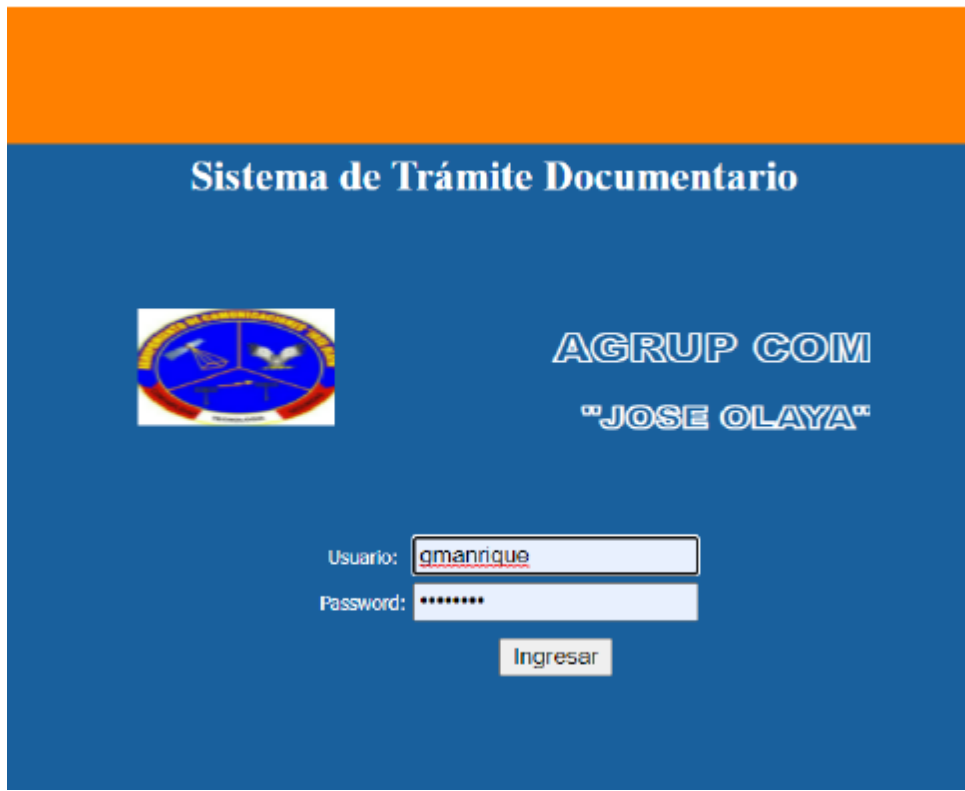 Sistema de Trámite Documentario
AGRUP COM
"JOSE OLAYA"
Usuario: gmanrique
Password: ••••••••
Ingresar